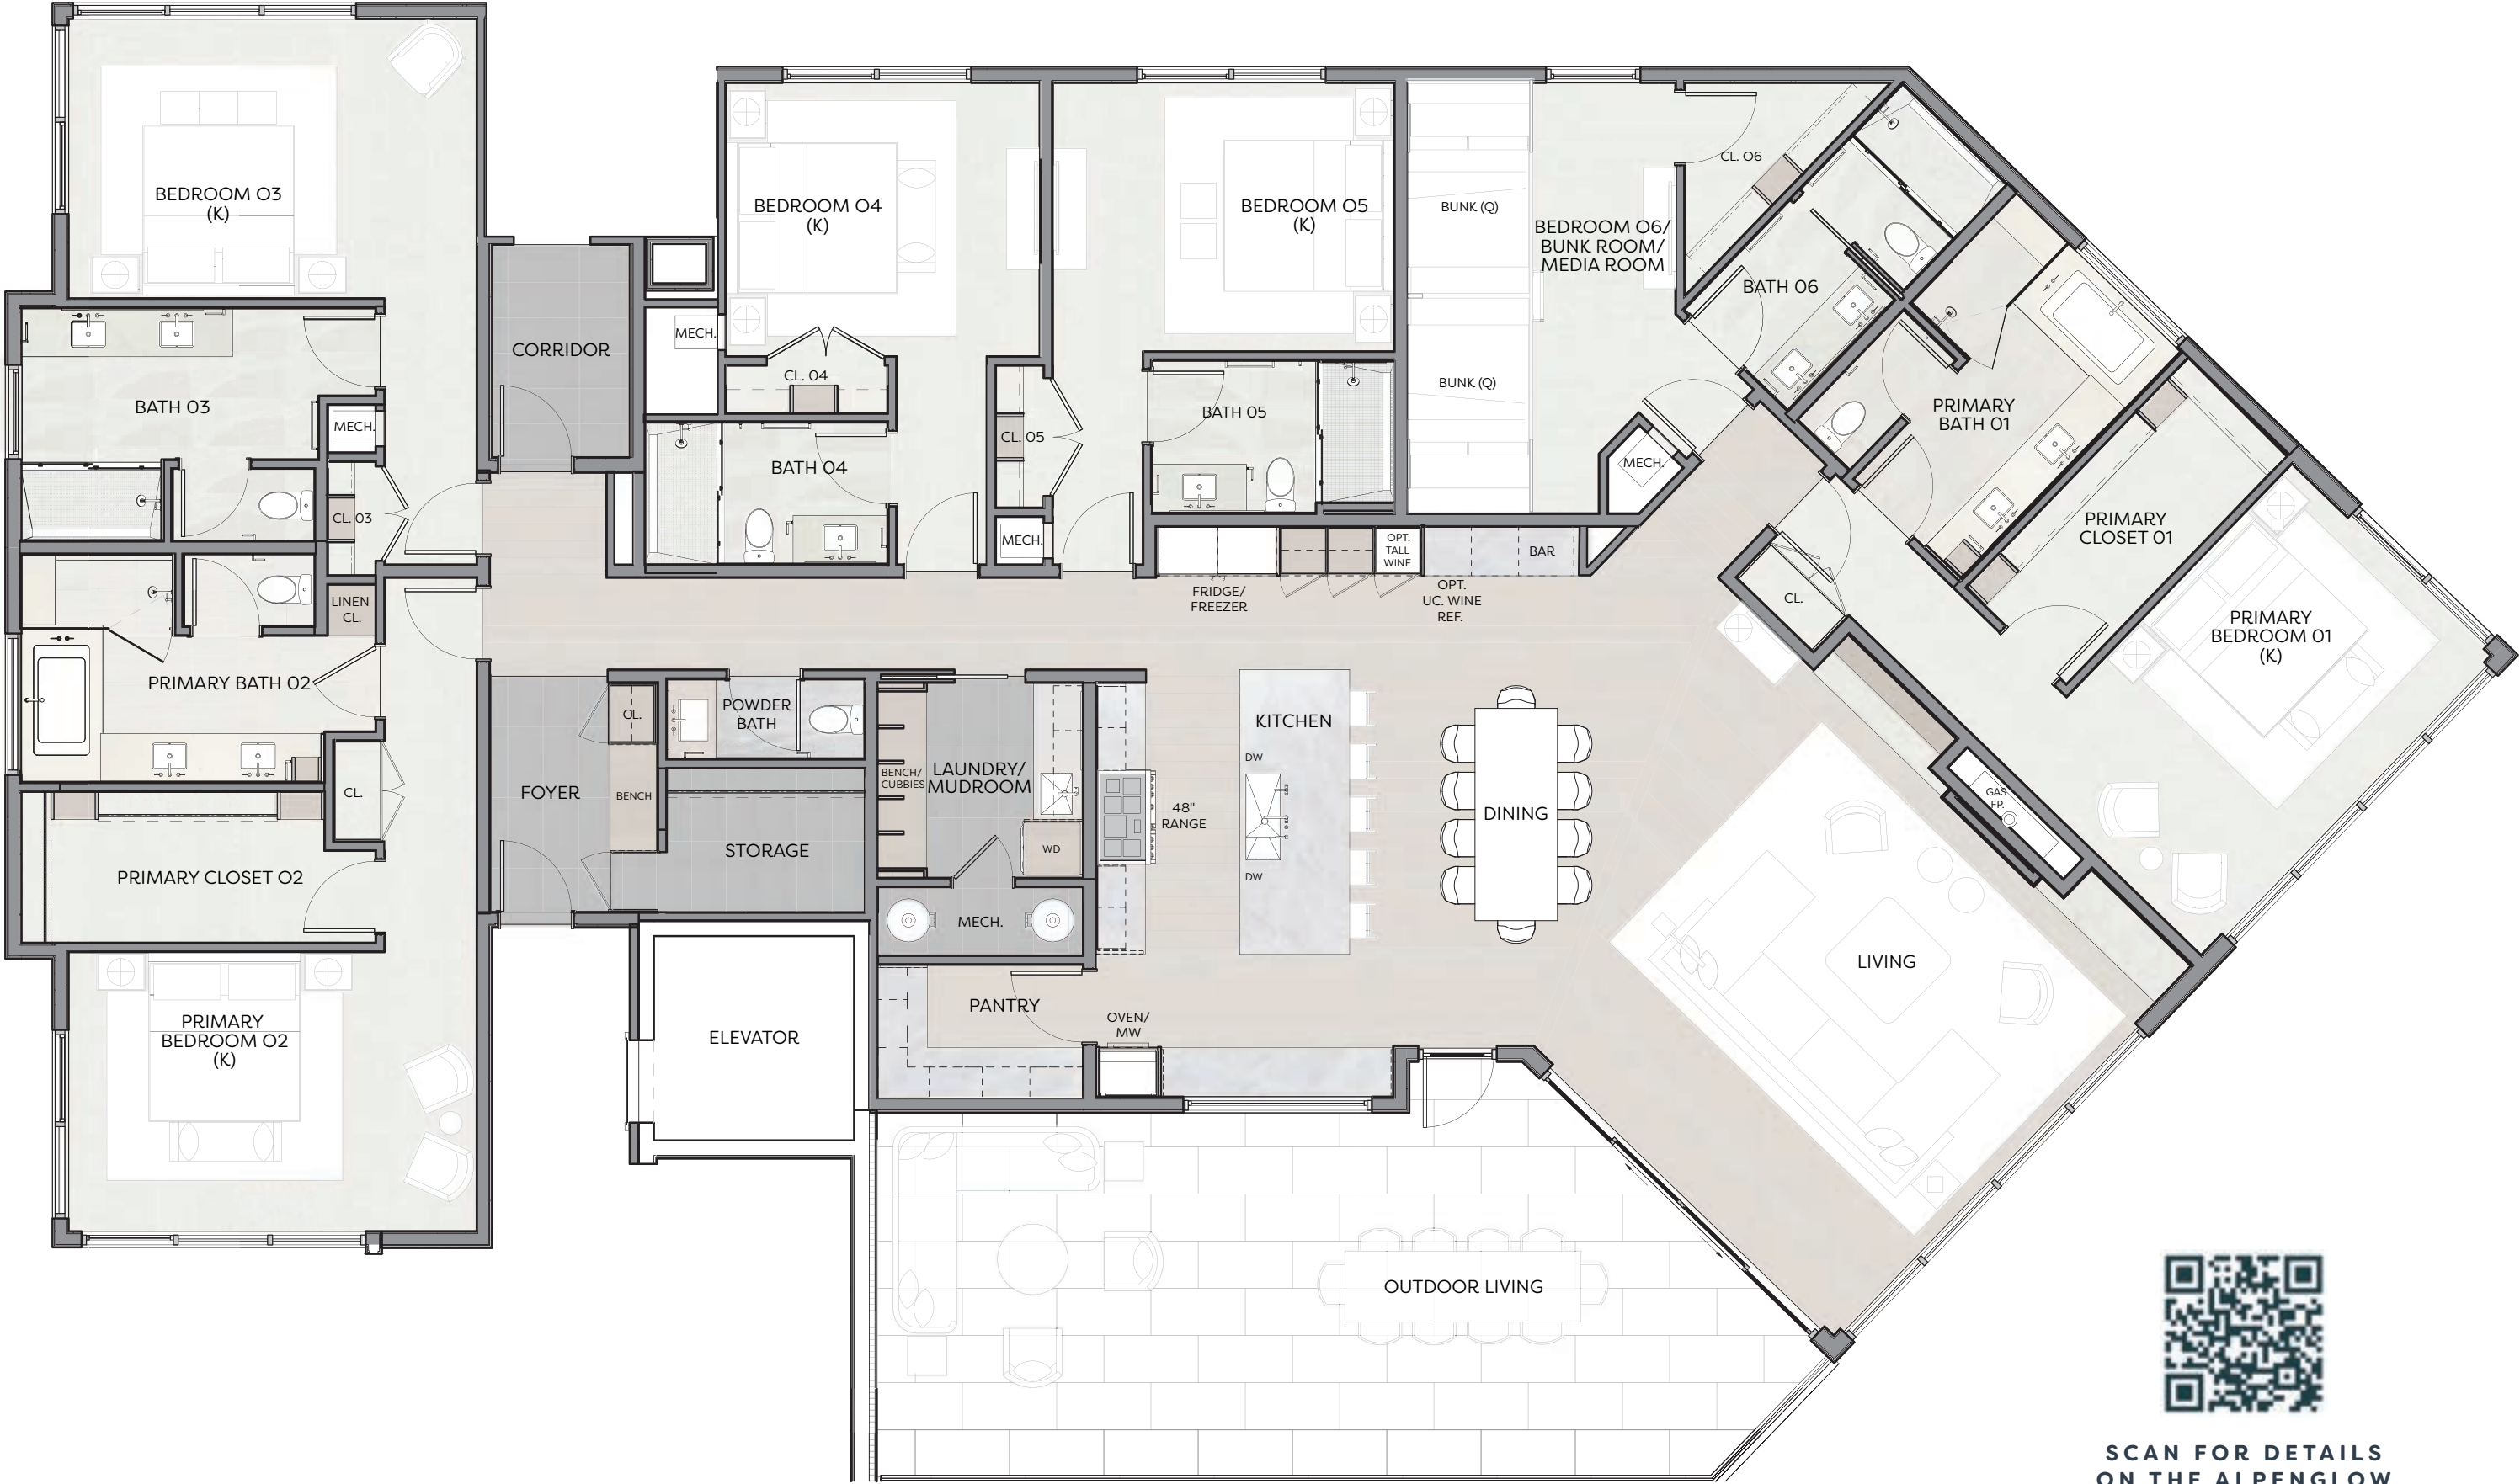 BEDROOM 03
(K)
BEDROOM 04
(K)
BEDROOM 05
(K)
BUNK (Q)
BEDROOM 06/
BUNK ROOM/
MEDIA ROOM
CL. 06
BATH 06
CORRIDOR
MECH.
CL. 04
BUNK (Q)
BATH 03
MECH.
CL. 03
BATH 04
CL. 05
MECH.
BATH 05
MECH.
PRIMARY
BATH 01
PRIMARY
CLOSET 01
PRIMARY
BEDROOM 01
(K)
CL.
FRIDGE/
FREEZER
OPT.
TALL
WINE
BAR
OPT.
UC. WINE
REF.
LINEN
CL.
PRIMARY BATH 02
CL.
PRIMARY CLOSET 02
PRIMARY
BEDROOM 02
(K)
FOYER
CL.
BENCH
POWDER
BATH
STORAGE
BENCH/
CUBBIES
LAUNDRY/
MUDROOM
WD
MECH.
48"
RANGE
KITCHEN
DW
DW
DINING
GAS
FP.
LIVING
ELEVATOR
PANTRY
OVEN/
MW
OUTDOOR LIVING
SCAN FOR DETAILS
ON THE ALPENGLOW